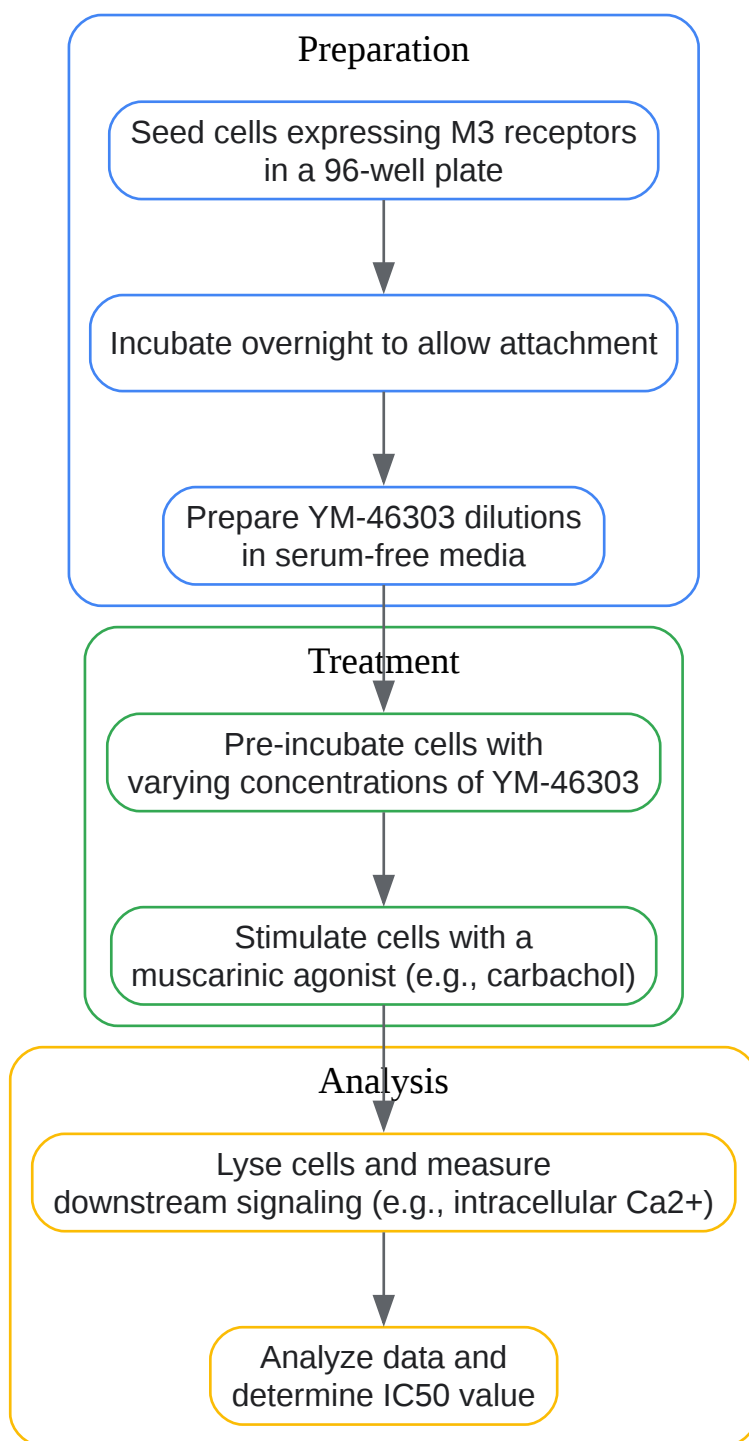 Preparation
Seed cells expressing M3 receptors
in a 96-well plate
Incubate overnight to allow attachment
Prepare YM-46303 dilutions
in serum-free media
Treatment
Pre-incubate cells with
varying concentrations of YM-46303
Stimulate cells with a
muscarinic agonist (e.g., carbachol)
Analysis
Lyse cells and measure
downstream signaling (e.g., intracellular Ca2+)
Analyze data and
determine IC50 value